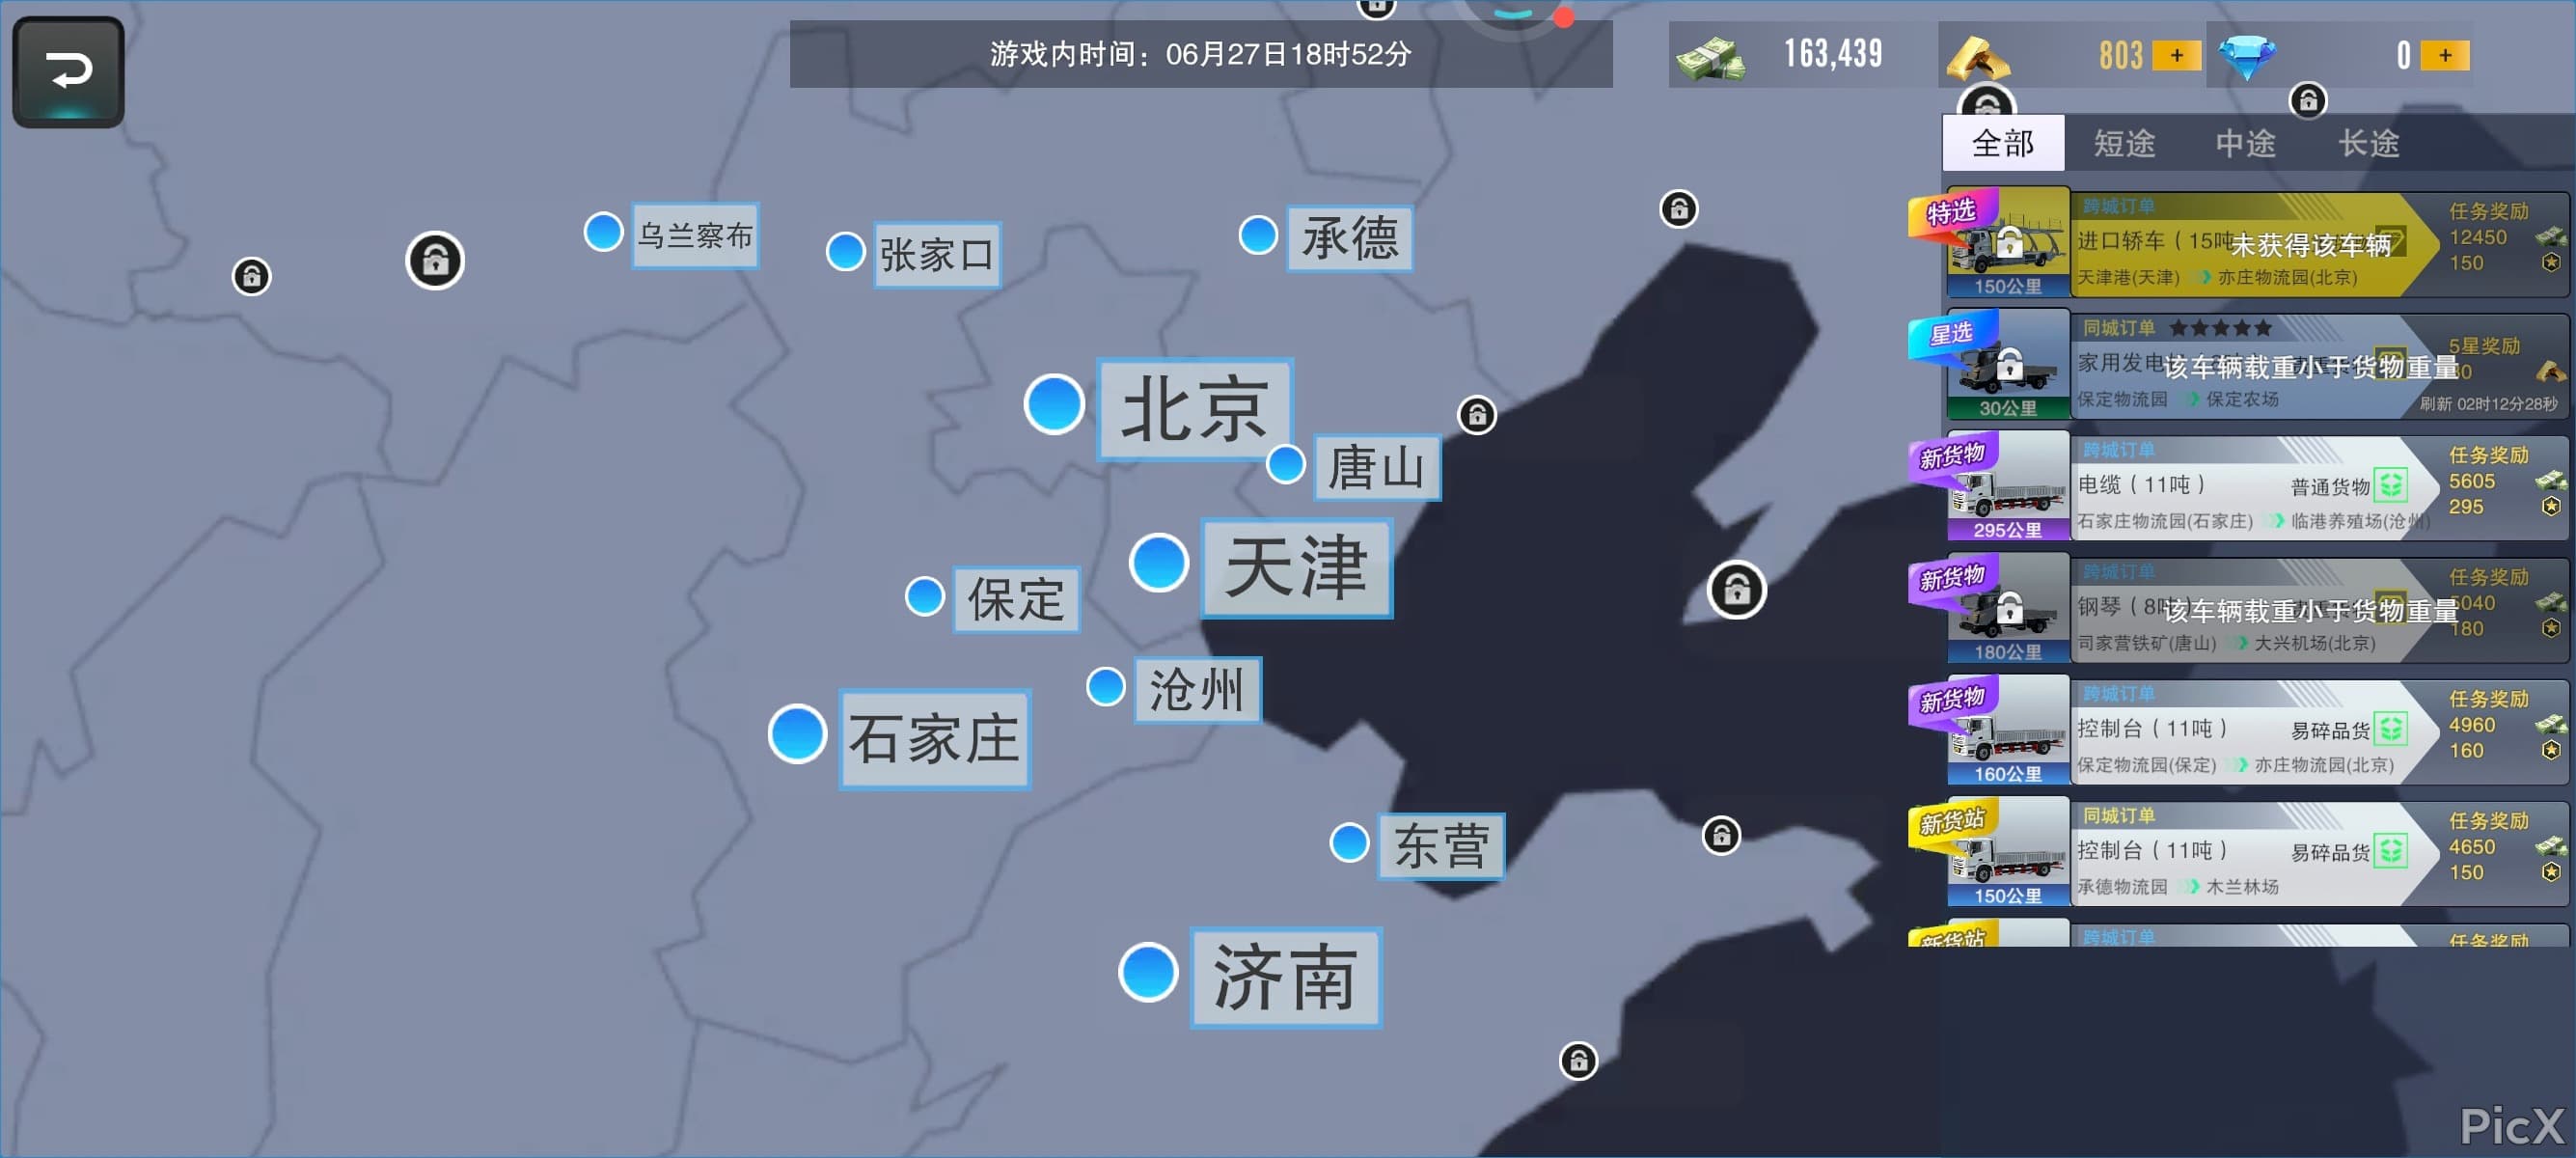 游戏内时间：06月27日18时52分
163,439
803 +
0 +
全部 短途 中途 长途
乌兰察布
张家口
承德
北京
唐山
天津
保定
沧州
石家庄
东营
济南
特选
跨城订单
任务奖励
进口轿车（15吨
未获得该车辆
12450
150
天津港(天津) 亦庄物流园(北京)
150公里
星选
同城订单 ★★★★★
5星奖励
家用发电
该车辆载重小于货物重量
保定物流园 保定农场
刷新 02时12分28秒
30公里
新货物
跨城订单
任务奖励
电缆（11吨） 普通货物
5605
295
石家庄物流园(石家庄) 临港养殖场(沧州)
295公里
新货物
跨城订单
任务奖励
钢琴（8吨
该车辆载重小于货物重量
5040
180
司家营铁矿(唐山) 大兴机场(北京)
180公里
新货物
跨城订单
任务奖励
控制台（11吨） 易碎品货
4960
160
保定物流园(保定) 亦庄物流园(北京)
160公里
新货站
同城订单
任务奖励
控制台（11吨） 易碎品货
4650
150
承德物流园 木兰林场
150公里
新货站
跨城订单
任务奖励
PicX